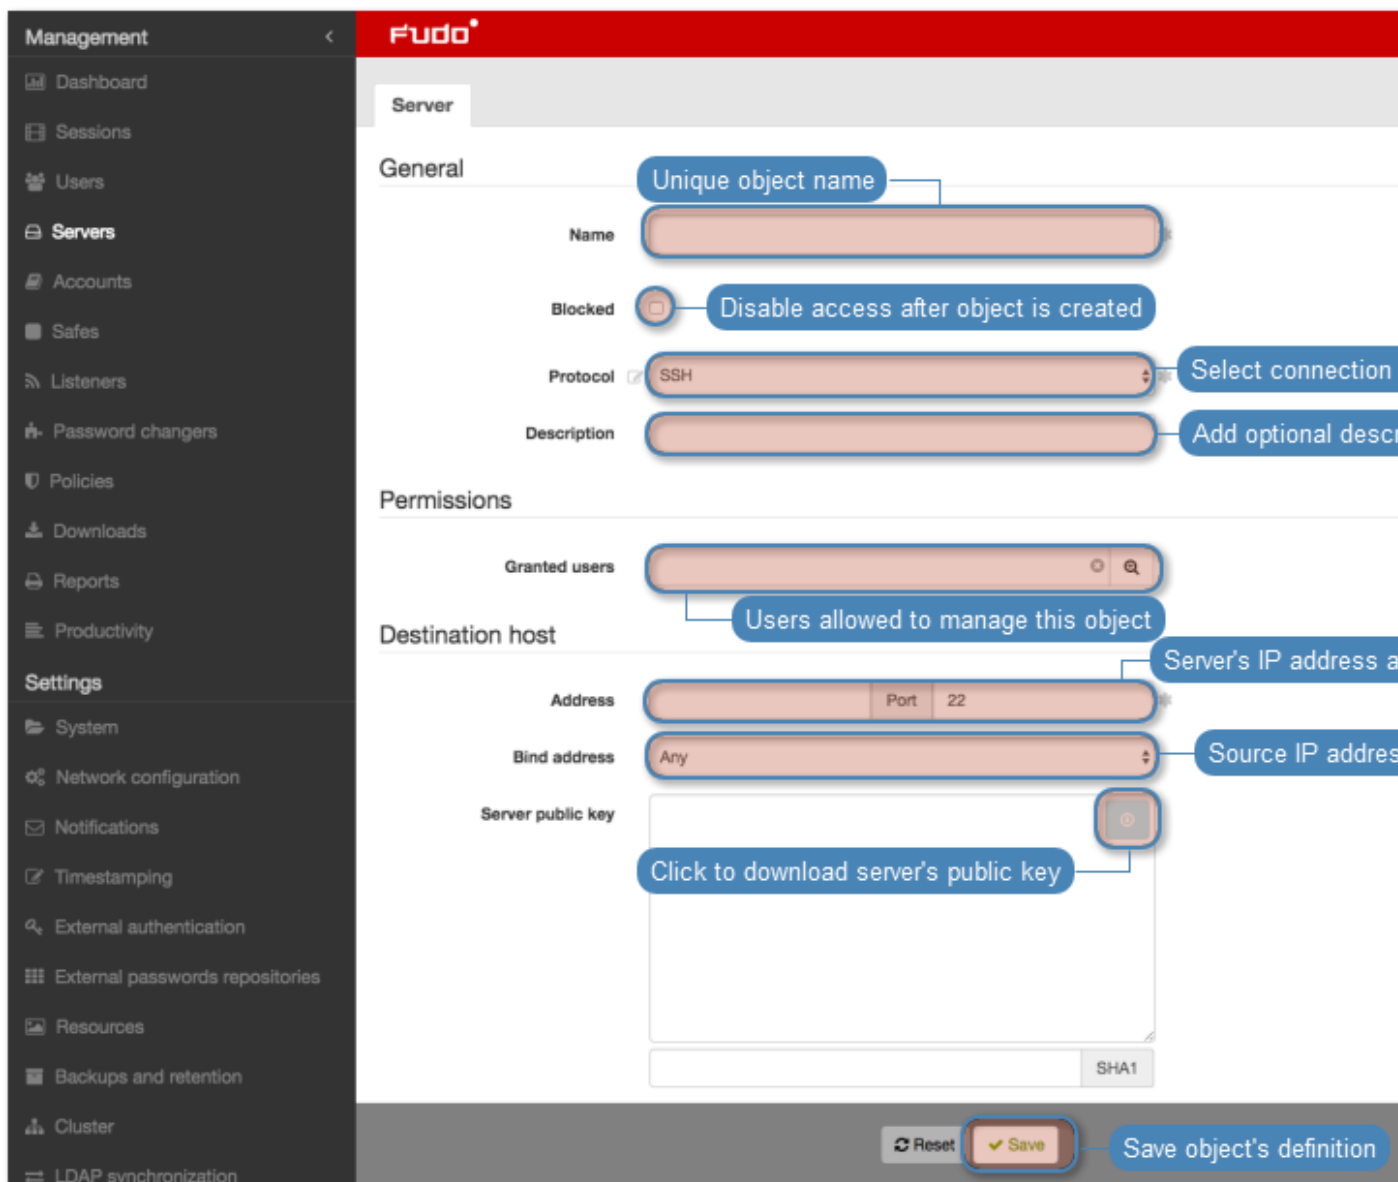 Management
Dashboard
Sessions
Users
Servers
Accounts
Safes
Listeners
Password changers
Policies
Downloads
Reports
Productivity
Settings
System
Network configuration
Notifications
Timestamping
External authentication
External passwords repositories
Resources
Backups and retention
Cluster
LDAP synchronization
FUDO
Server
General
Unique object name
Name
Blocked
Disable access after object is created
Protocol
SSH
Select connection
Description
Add optional descr
Permissions
Granted users
Users allowed to manage this object
Destination host
Server's IP address a
Address
Port 22
Bind address
Any
Source IP addres
Server public key
Click to download server's public key
SHA1
Reset
Save
Save object's definition